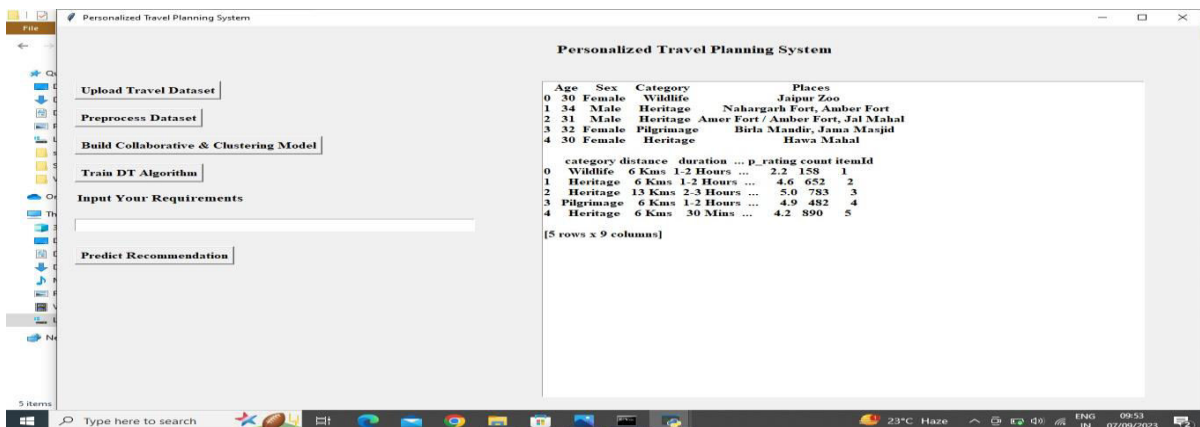 Personalized Travel Planning System
File
Personalized Travel Planning System
Upload Travel Dataset
Preprocess Dataset
Build Collaborative & Clustering Model
Train DT Algorithm
Input Your Requirements
Predict Recommendation
Age Sex Category Places
0 30 Female Wildlife Jaipur Zoo
1 34 Male Heritage Nahargarh Fort, Amber Fort
2 31 Male Heritage Amer Fort / Amber Fort, Jal Mahal
3 32 Female Pilgrimage Birla Mandir, Jama Masjid
4 30 Female Heritage Hawa Mahal
category distance duration ... p_rating count itemId
0 Wildlife 6 Kms 1-2 Hours ... 2.2 158 1
1 Heritage 6 Kms 1-2 Hours ... 4.6 652 2
2 Heritage 13 Kms 2-3 Hours ... 5.0 783 3
3 Pilgrimage 6 Kms 1-2 Hours ... 4.9 482 4
4 Heritage 6 Kms 30 Mins ... 4.2 890 5
[5 rows x 9 columns]
5 items
Type here to search
23°C Haze
ENG
IN
09:53
07/09/2023